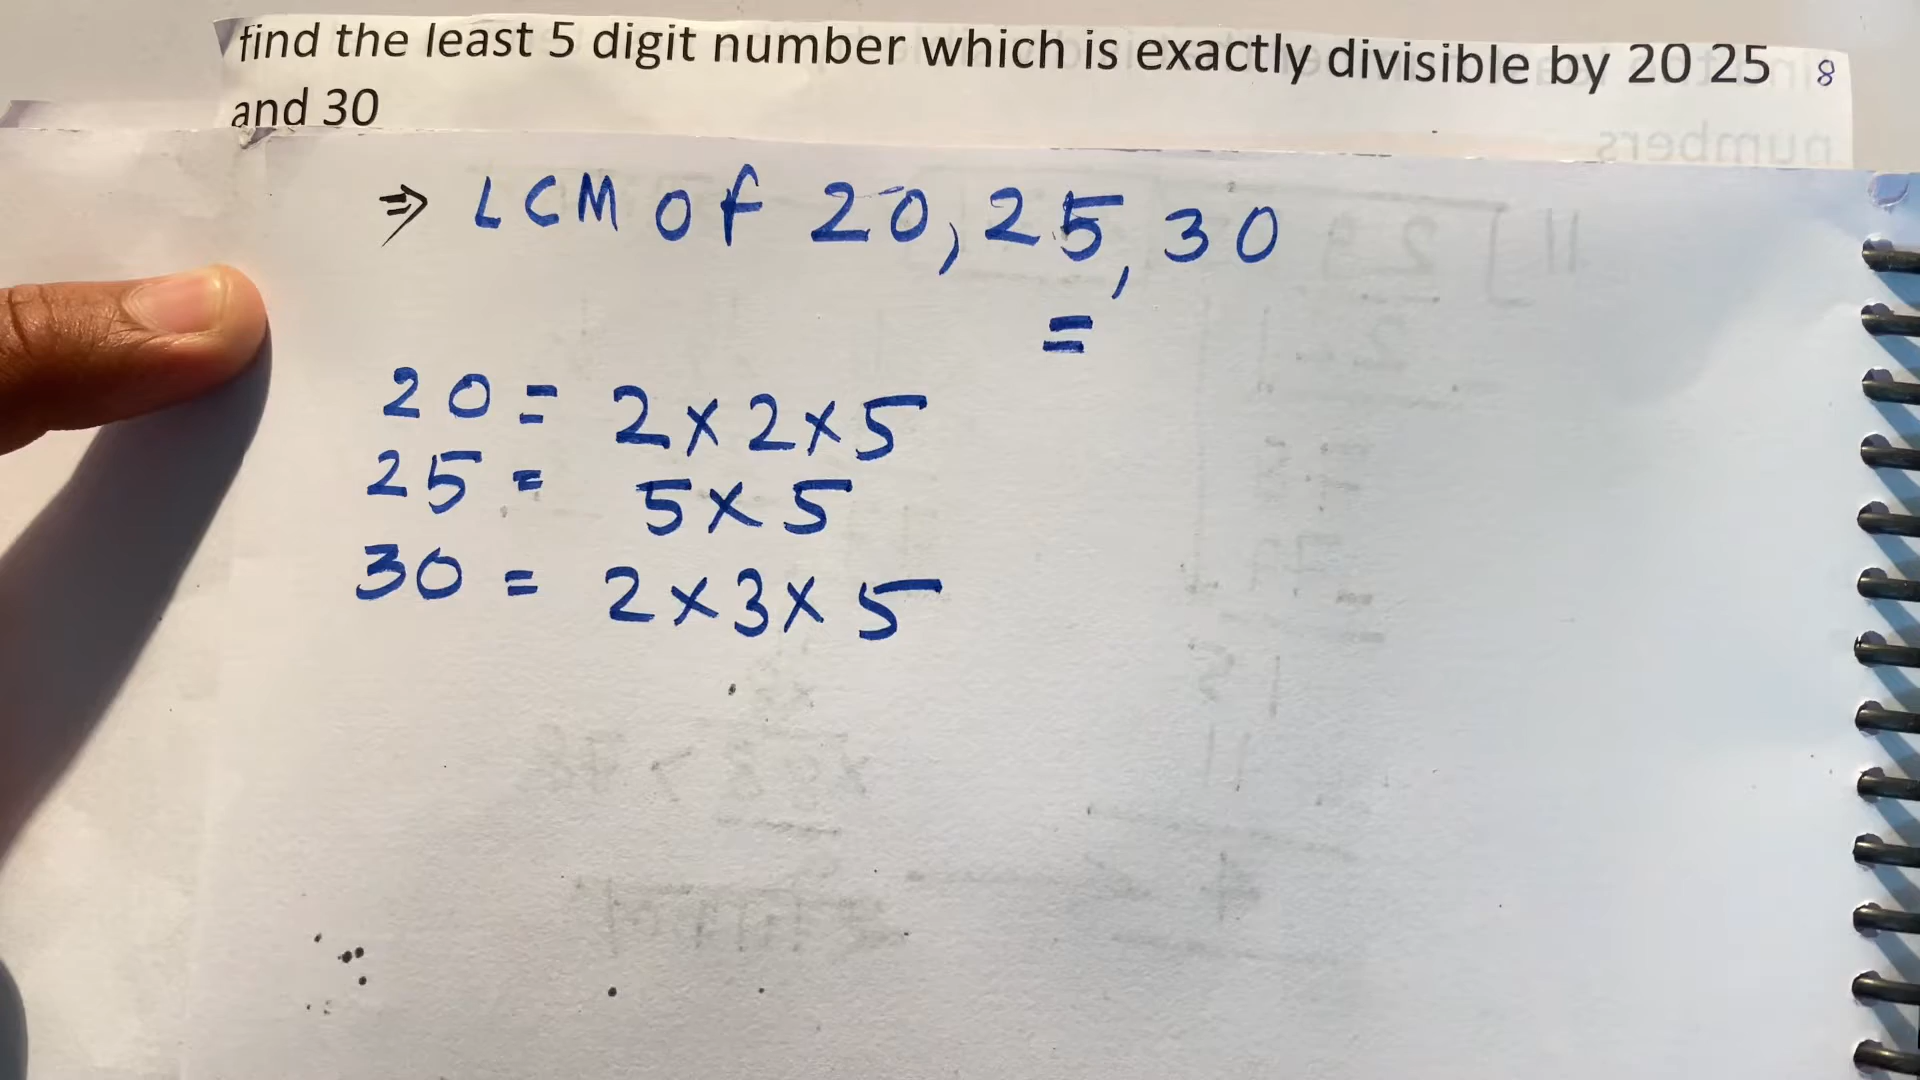 find the least 5 digit number which is exactly divisible by 20 25 8
and 30
numbers
⇒ LCM of 20, 25, 30
=
20 = 2 × 2 × 5
25 = 5 × 5
30 = 2 × 3 × 5